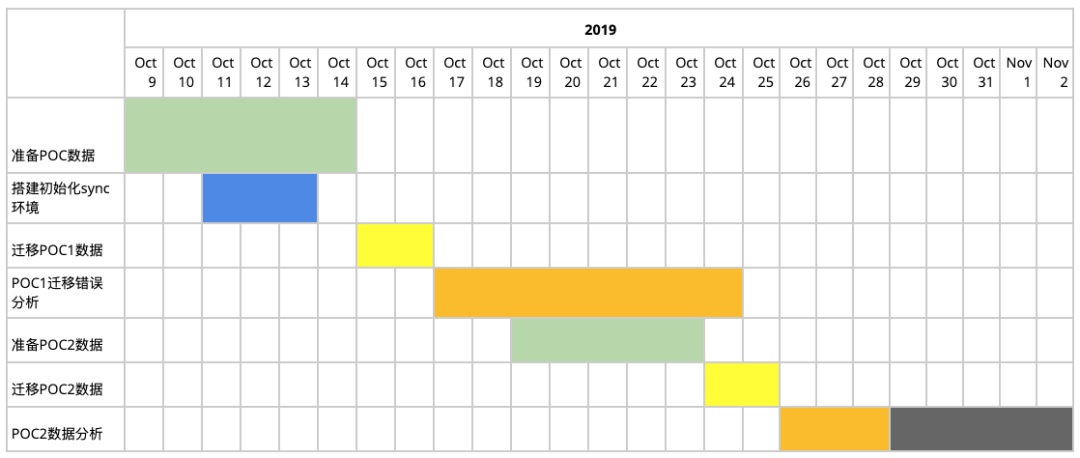 2019
Oct 9 Oct 10 Oct 11 Oct 12 Oct 13 Oct 14 Oct 15 Oct 16 Oct 17 Oct 18 Oct 19 Oct 20 Oct 21 Oct 22 Oct 23 Oct 24 Oct 25 Oct 26 Oct 27 Oct 28 Oct 29 Oct 30 Oct 31 Nov 1 Nov 2
准备POC数据
搭建初始化sync
环境
迁移POC1数据
POC1迁移错误
分析
准备POC2数据
迁移POC2数据
POC2数据分析